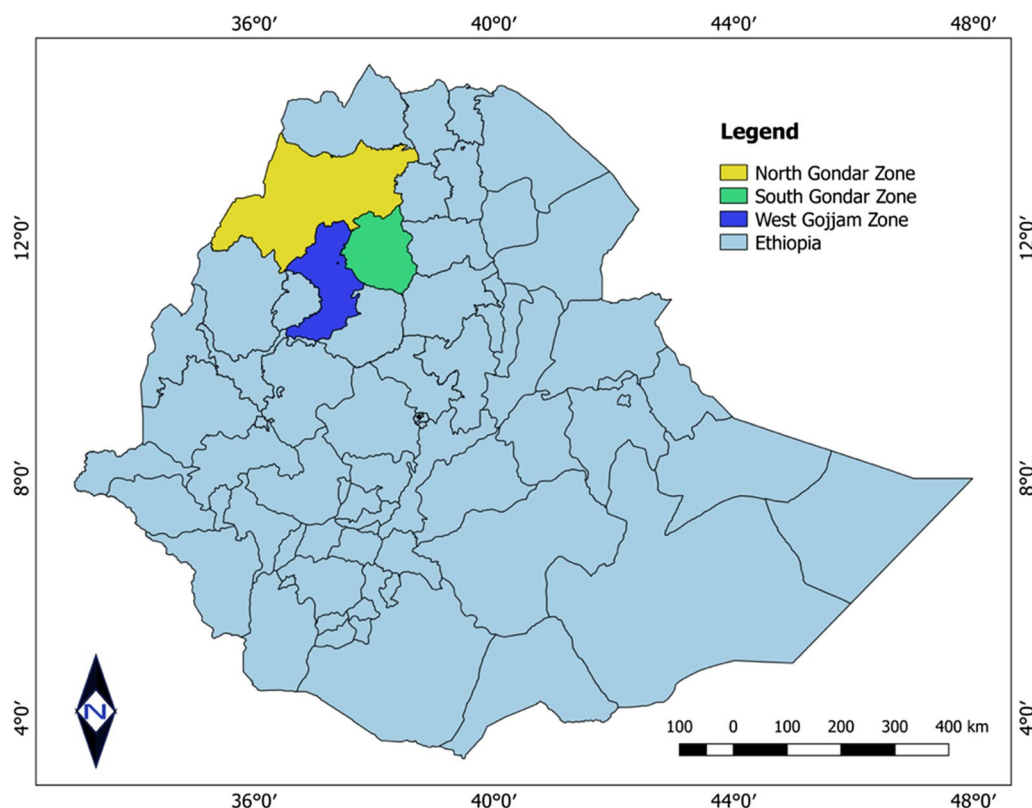 36°0′ 40°0′ 44°0′ 48°0′
Legend
North Gondar Zone
South Gondar Zone
West Gojjam Zone
Ethiopia
12°0′ 12°0′
8°0′ 8°0′
4°0′ 4°0′
N
100 0 100 200 300 400 km
36°0′ 40°0′ 44°0′ 48°0′